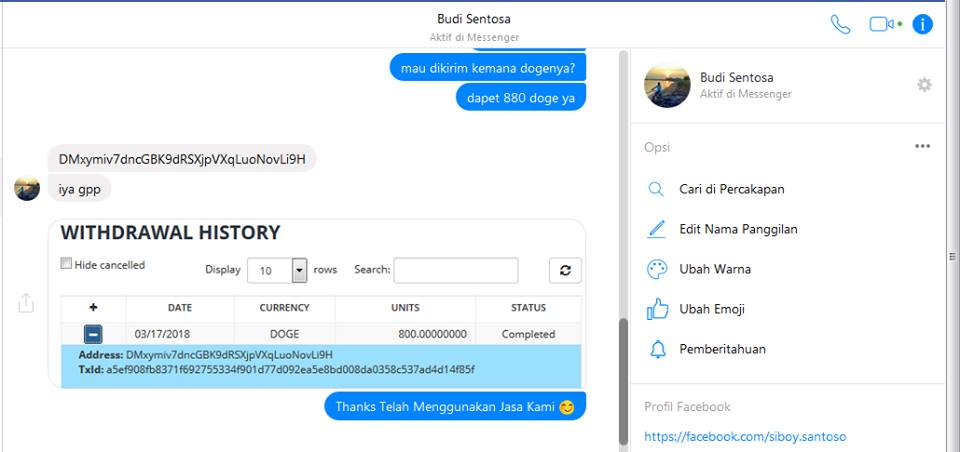 Budi Sentosa
Aktif di Messenger
mau dikirim kemana dogenya?
dapet 880 doge ya
DMxymiv7dncGBK9dRSXjpVXqLuoNovLi9H
iya gpp
WITHDRAWAL HISTORY
Hide cancelled Display 10 rows Search:
+ DATE CURRENCY UNITS STATUS
03/17/2018 DOGE 800.00000000 Completed
Address: DMxymiv7dncGBK9dRSXjpVXqLuoNovLi9H
TxId: a5ef908fb8371f692755334f901d77d092ea5e8bd008da0358c537ad4d14f85f
Thanks Telah Menggunakan Jasa Kami 😊
Budi Sentosa
Aktif di Messenger
Opsi
Cari di Percakapan
Edit Nama Panggilan
Ubah Warna
Ubah Emoji
Pemberitahuan
Profil Facebook
https://facebook.com/siboy.santoso